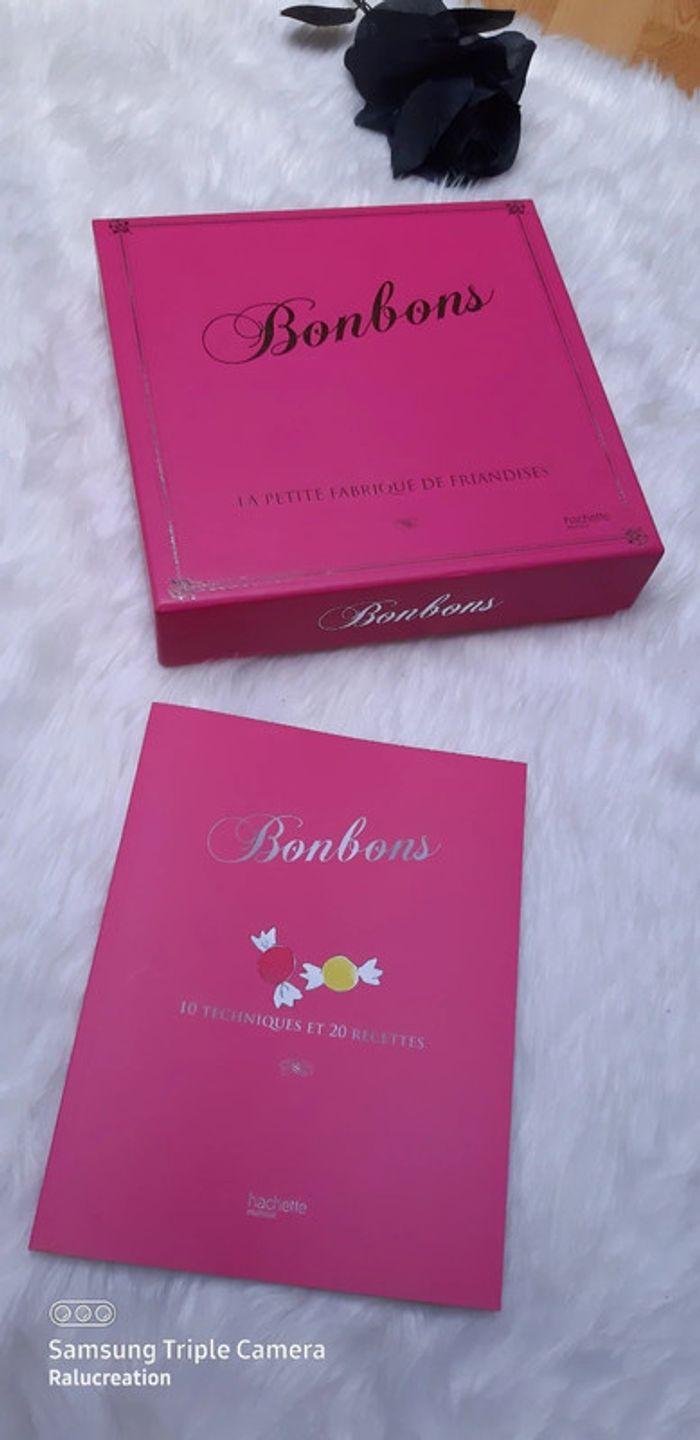 Bonbons
LA PETITE FABRIQUE DE FRIANDISES
hachette
Bonbons
Bonbons
10 TECHNIQUES ET 20 RECETTES
hachette
Samsung Triple Camera
Ralucreation